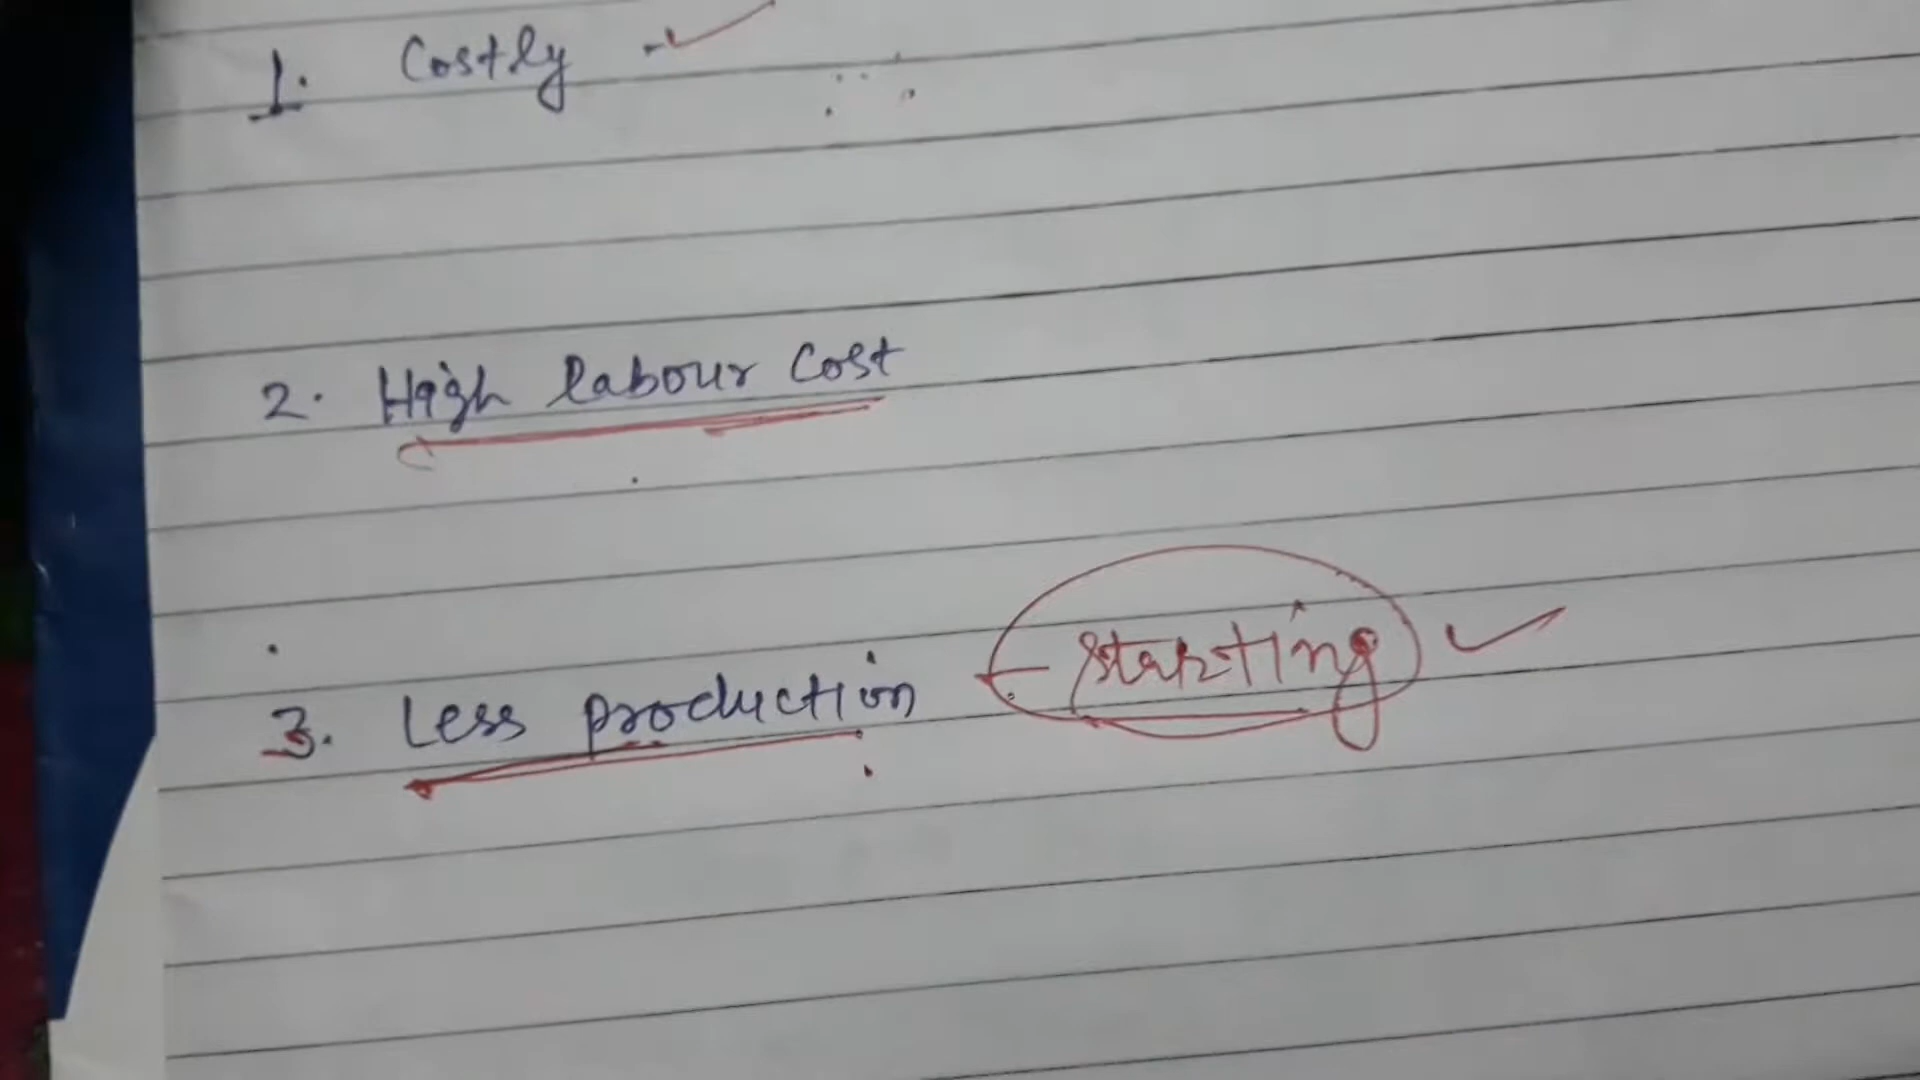 1. Costly -
2. High labour Cost
3. Less production - starting